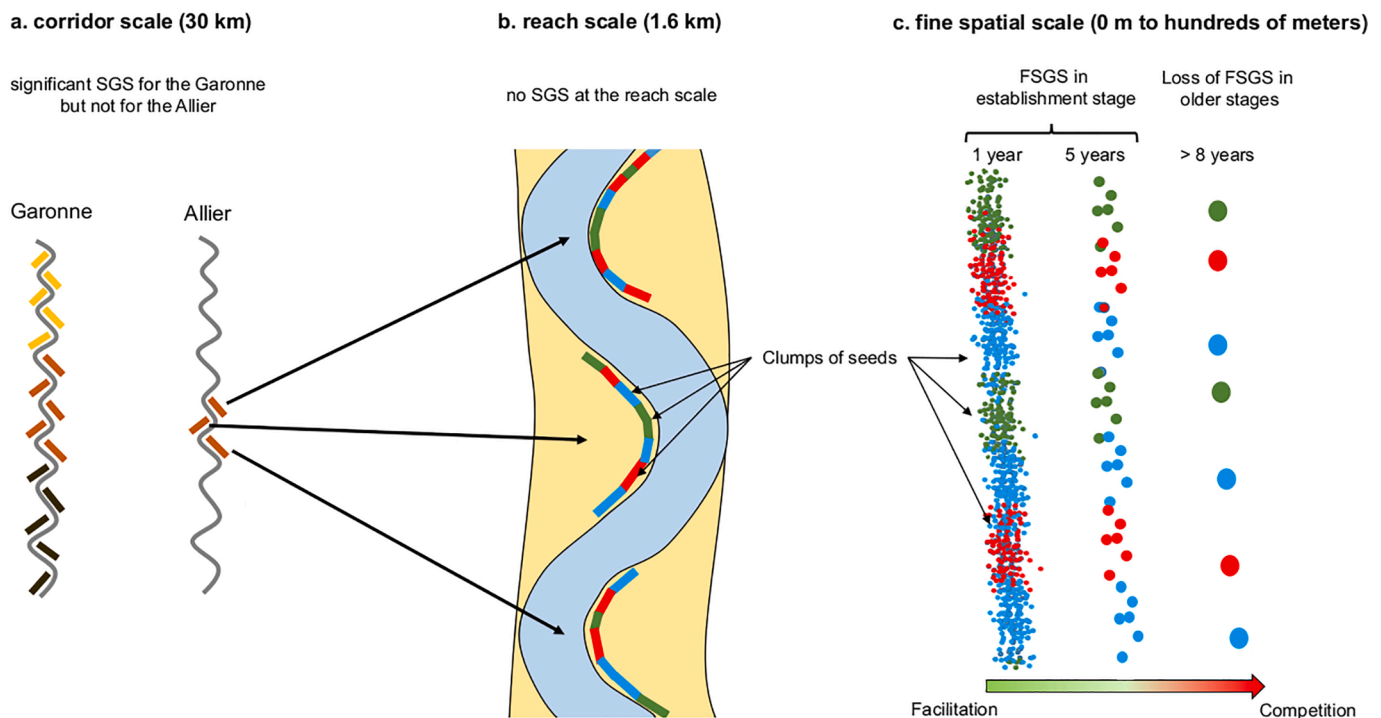 a. corridor scale (30 km)
significant SGS for the Garonne
but not for the Allier
Garonne
Allier
b. reach scale (1.6 km)
no SGS at the reach scale
Clumps of seeds
c. fine spatial scale (0 m to hundreds of meters)
FSGS in
establishment stage
Loss of FSGS in
older stages
1 year
5 years
> 8 years
Facilitation
Competition